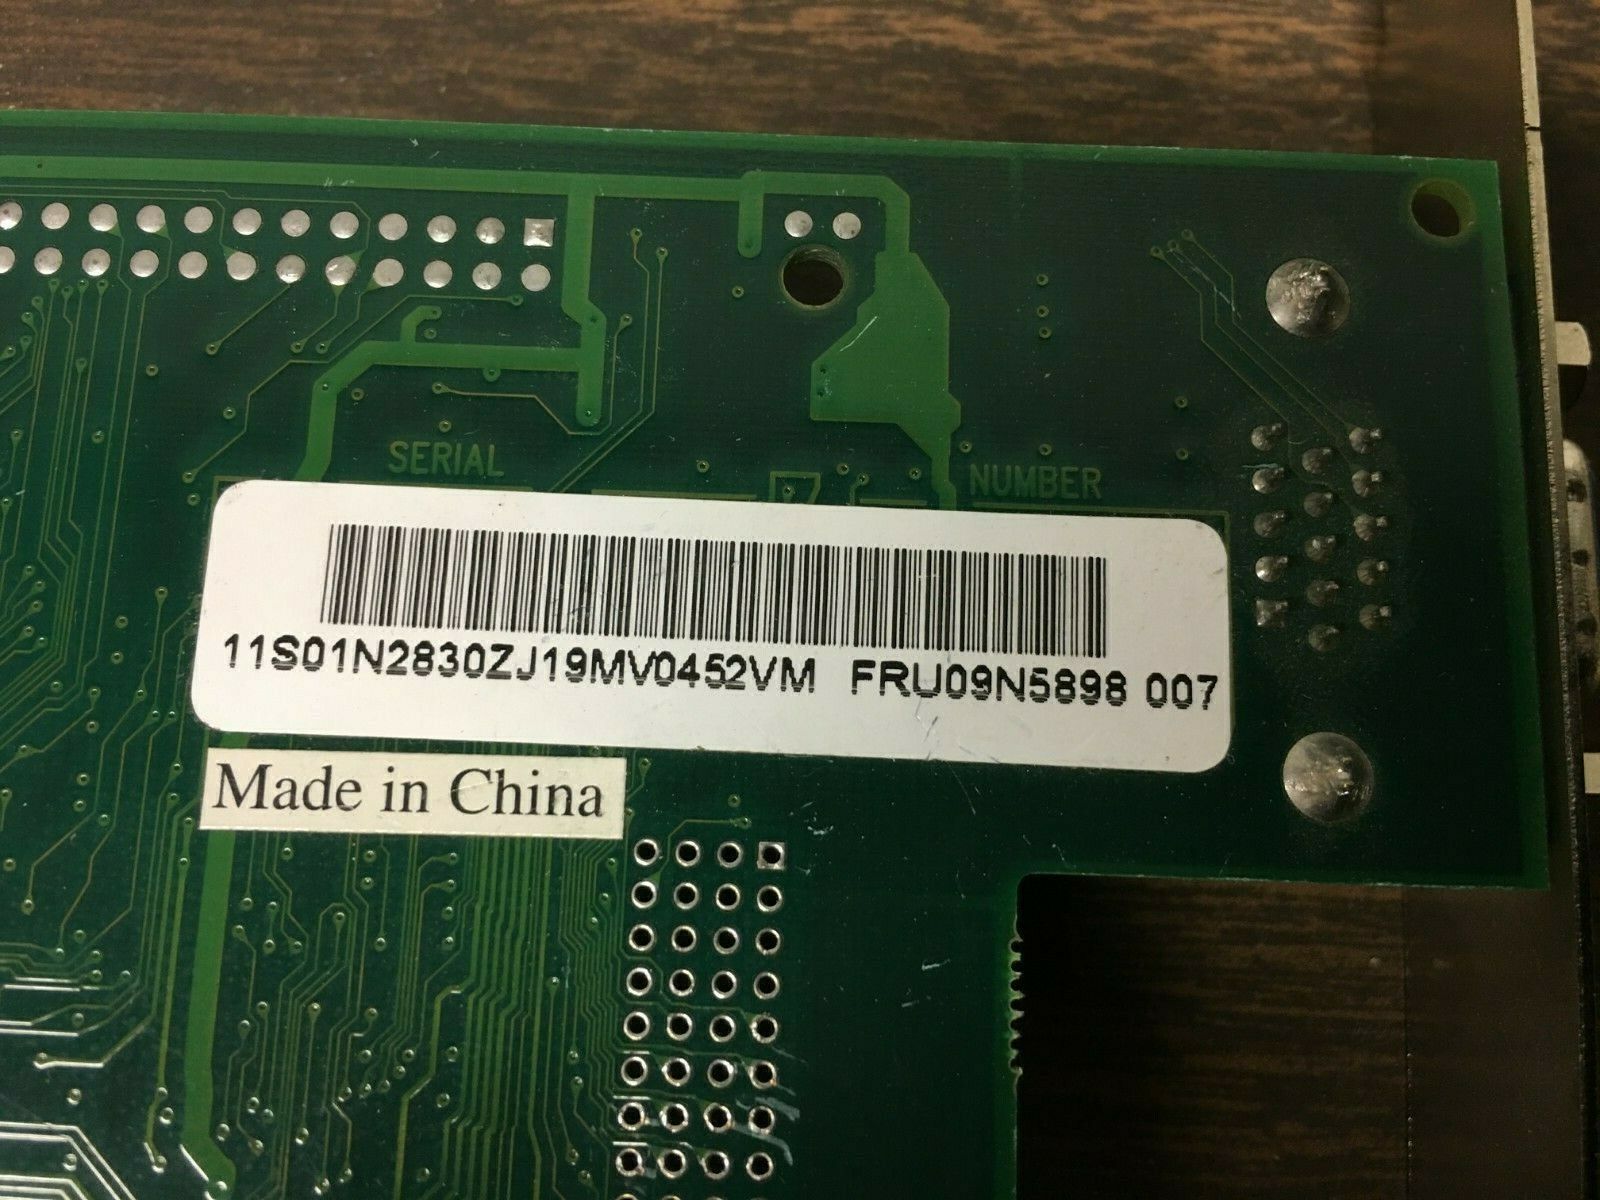 SERIAL NUMBER
11S01N2830ZJ19MV0452VM FRU09N5898 007
Made in China